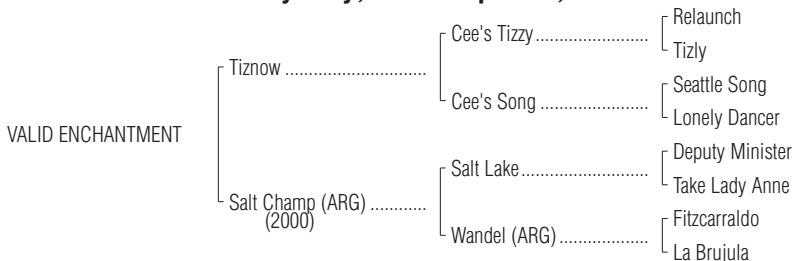 Relaunch
Cee's Tizzy
Tizly
Tiznow
Seattle Song
Cee's Song
Lonely Dancer
VALID ENCHANTMENT
Deputy Minister
Salt Lake
Take Lady Anne
Salt Champ (ARG)
(2000)
Fitzcarraldo
Wandel (ARG)
La Brujula